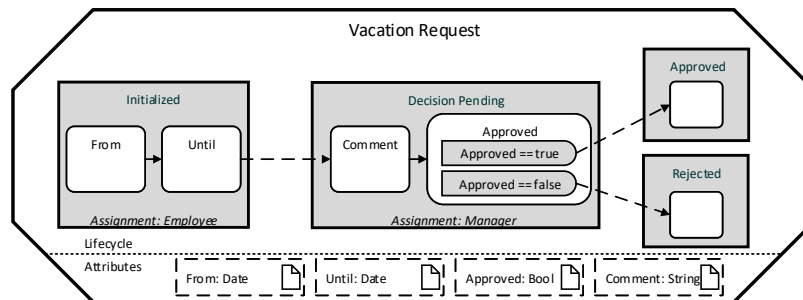 Vacation Request
Initialized
From
Until
Assignment: Employee
Decision Pending
Comment
Approved
Approved == true
Approved == false
Assignment: Manager
Approved
Rejected
Lifecycle
Attributes
From: Date
Until: Date
Approved: Bool
Comment: String